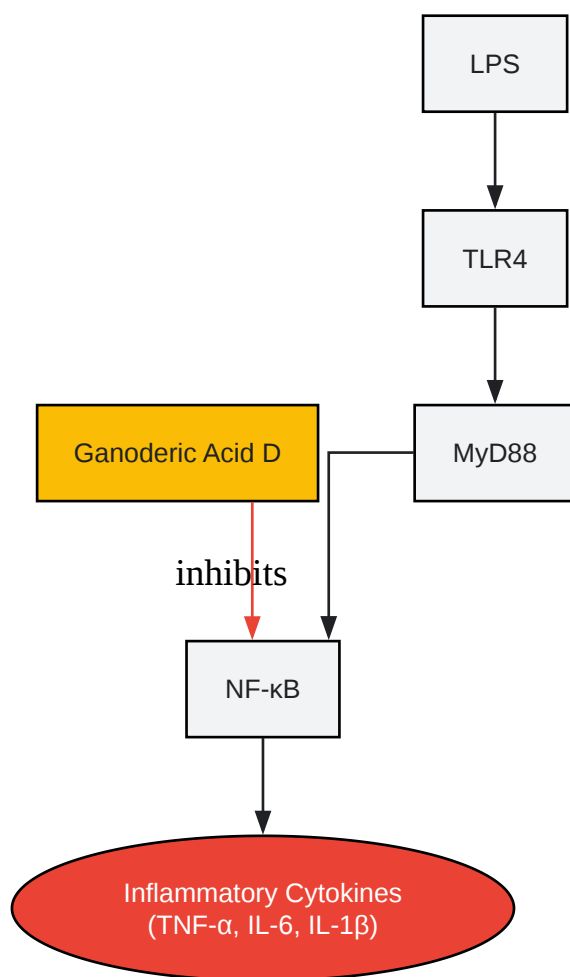 LPS
TLR4
Ganoderic Acid D
MyD88
inhibits
NF-κB
Inflammatory Cytokines
(TNF-α, IL-6, IL-1β)